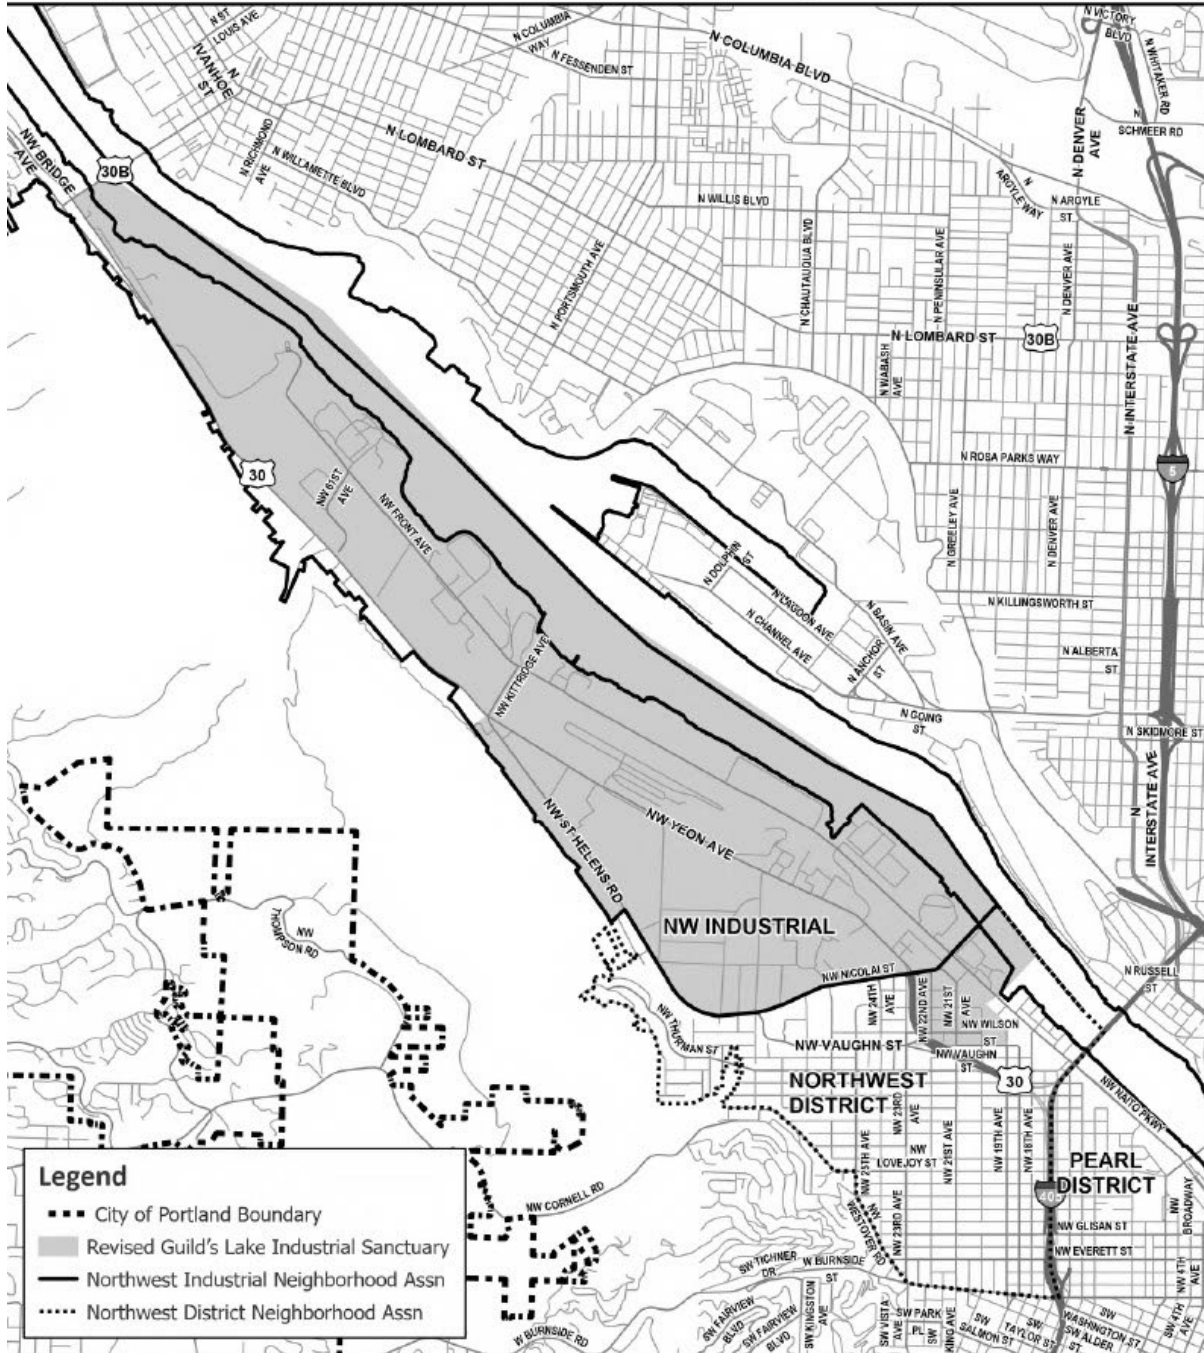 N ST
LOUIS AVE
N
IVANHOE
ST
N COLUMBIA
WAY
N FESSENDEN ST
N COLUMBIA BLVD
N VICTORY
BLVD
N WHITAKER RD
N
SCHMEER RD
N DENVER
AVE
NW BRIDGE
AVE
30B
N RICHMOND
AVE
N WILLAMETTE BLVD
N LOMBARD ST
N WILLIS BLVD
N
ARGYLE WAY
N ARGYLE
ST
N PORTSMOUTH AVE
N CHAUTAUQUA BLVD
N PENINSULAR AVE
N DENVER AVE
N LOMBARD ST
30B
N WABASH
AVE
N INTERSTATE AVE
N ROSA PARKS WAY
5
30
NW 61ST
AVE
NW FRONT AVE
N GREELEY AVE
N DENVER AVE
N DOLPHIN
ST
N LAGOON AVE
N CHANNEL AVE
N BASIN AVE
N ANCHOR
ST
N KILLINGSWORTH ST
N ALBERTA
ST
NW KITTRIDGE AVE
N GOING
ST
N SKIDMORE ST
N
INTERSTATE AVE
NW ST HELENS RD
NW YEON AVE
NW
THOMPSON RD
NW INDUSTRIAL
NW NICOLAI ST
N RUSSELL
ST
NW 24TH
AVE
NW 22ND AVE
NW 21ST
AVE
NW WILSON
ST
NW THURMAN ST
NW VAUGHN ST
NW VAUGHN
ST
30
NORTHWEST
DISTRICT
NW 23RD
AVE
NW NAITO PKWY
NW
LOVEJOY ST
NW 25TH AVE
NW 21ST AVE
NW 19TH AVE
NW 18TH AVE
PEARL
DISTRICT
405
NW CORNELL RD
NW
WESTOVER RD
NW 23RD AVE
NW
BROADWAY
NW GLISAN ST
NW EVERETT ST
SW TICHNER
DR
W BURNSIDE
ST
NW 4TH
AVE
W BURNSIDE RD
SW FAIRVIEW
BLVD
SW FAIRVIEW
BLVD
SW KINGSTON
AVE
SW VISTA
AVE
SW PARK
PL
SW
KING AVE
SW
SALMON ST
SW
TAYLOR ST
SW
WASHINGTON ST
SW ALDER
ST
SW 4TH
AVE
Legend
City of Portland Boundary
Revised Guild's Lake Industrial Sanctuary
Northwest Industrial Neighborhood Assn
Northwest District Neighborhood Assn